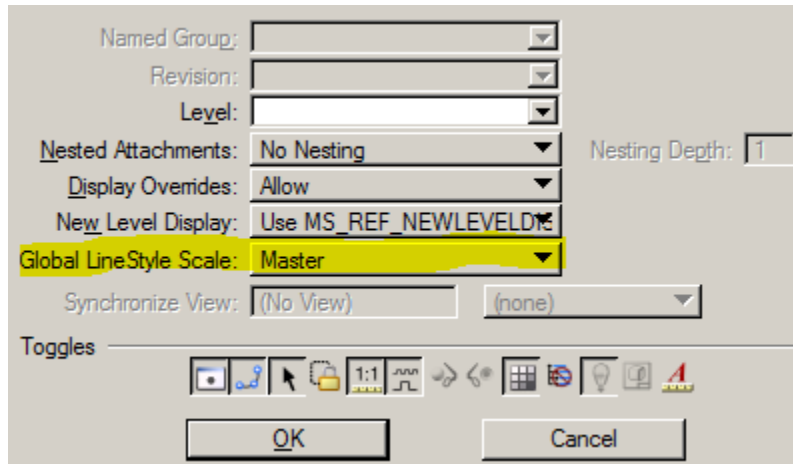 Named Group:
Revision:
Level:
Nested Attachments: No Nesting Nesting Depth: 1
Display Overrides: Allow
New Level Display: Use MS_REF_NEWLEVELDIS
Global LineStyle Scale: Master
Synchronize View: (No View) (none)
Toggles
1:1 A
OK Cancel